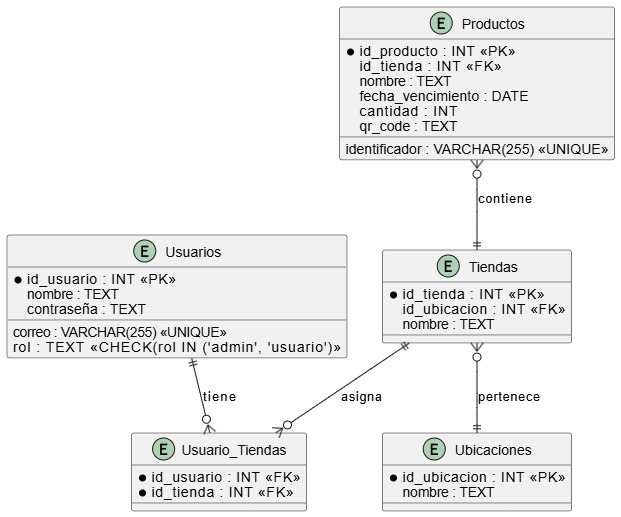 E Productos
id_producto : INT «PK»
id_tienda : INT «FK»
nombre : TEXT
fecha_vencimiento : DATE
cantidad : INT
qr_code : TEXT
identificador : VARCHAR(255) «UNIQUE»
contiene
E Usuarios
id_usuario : INT «PK»
nombre : TEXT
contraseña : TEXT
correo : VARCHAR(255) «UNIQUE»
rol : TEXT «CHECK(rol IN ('admin', 'usuario')»
E Tiendas
id_tienda : INT «PK»
id_ubicacion : INT «FK»
nombre : TEXT
tiene
asigna
pertenece
E Usuario_Tiendas
id_usuario : INT «FK»
id_tienda : INT «FK»
E Ubicaciones
id_ubicacion : INT «PK»
nombre : TEXT